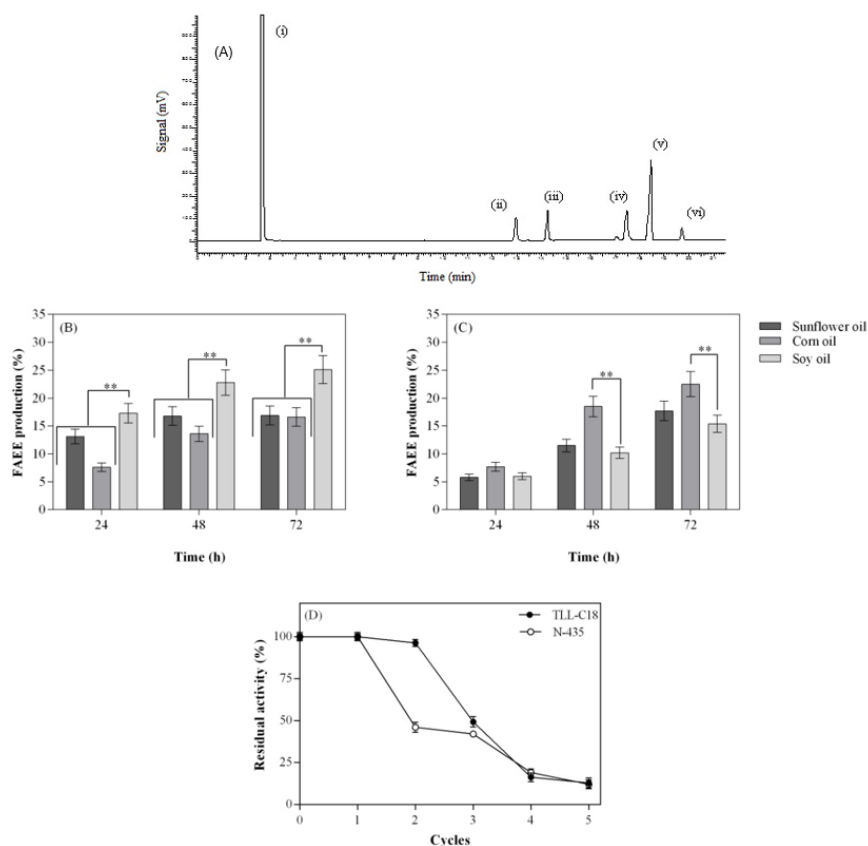 (A)
(i)
(ii)
(iii)
(iv)
(v)
(vi)
Signal (mV)
Time (min)
(B)
35
30
25
20
15
10
5
0
FAEE production (%)
**
**
**
24 48 72
Time (h)
(C)
35
30
25
20
15
10
5
0
FAEE production (%)
**
**
24 48 72
Time (h)
Sunflower oil
Corn oil
Soy oil
(D)
TLL-C18
N-435
100
75
50
25
0
Residual activity (%)
0 1 2 3 4 5
Cycles